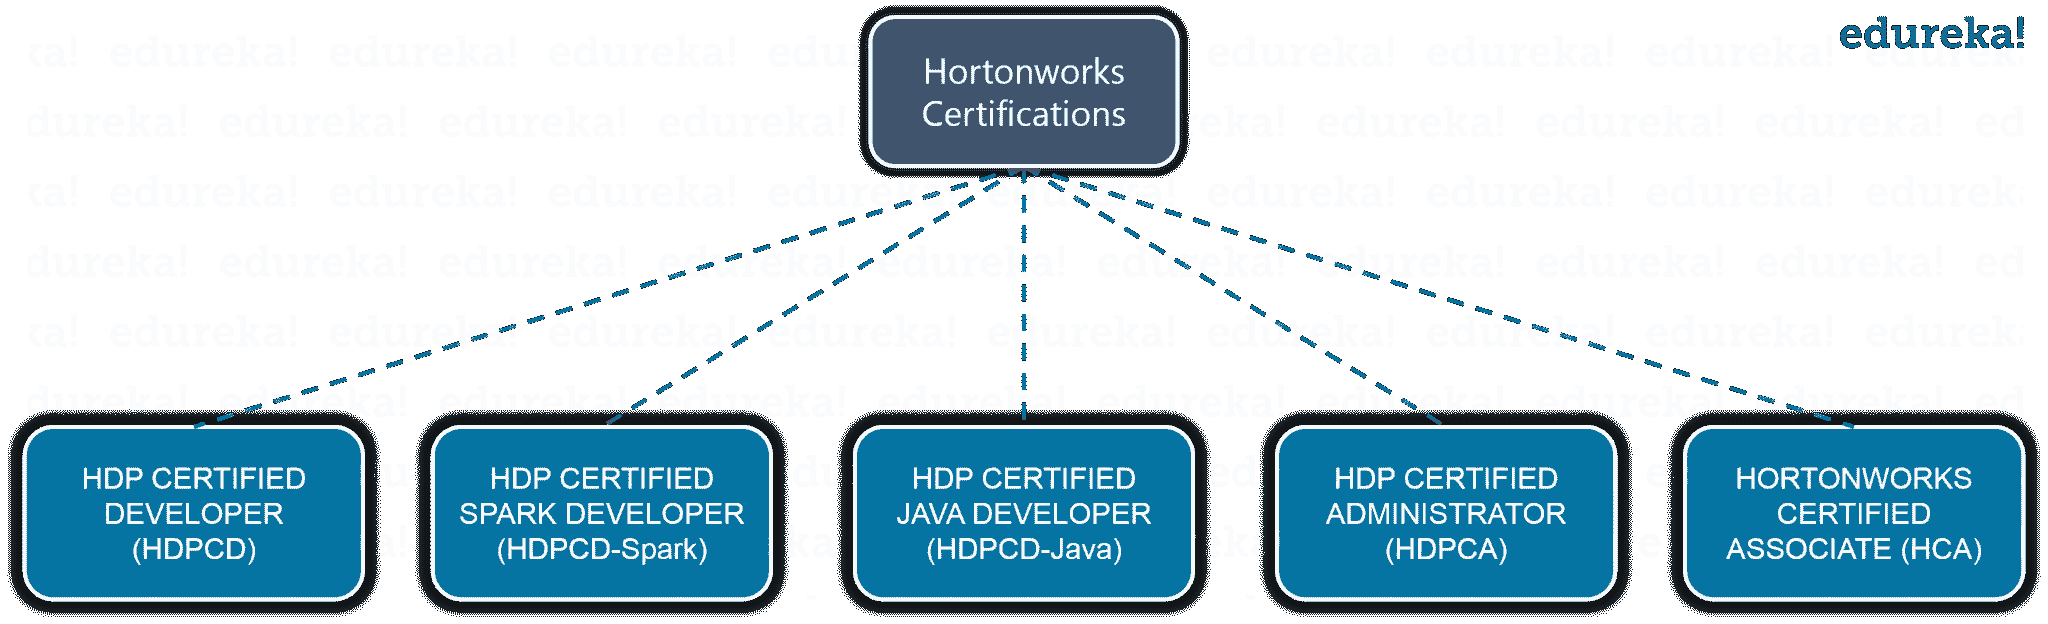 edureka!
Hortonworks
Certifications
HDP CERTIFIED
DEVELOPER
(HDPCD)
HDP CERTIFIED
SPARK DEVELOPER
(HDPCD-Spark)
HDP CERTIFIED
JAVA DEVELOPER
(HDPCD-Java)
HDP CERTIFIED
ADMINISTRATOR
(HDPCA)
HORTONWORKS
CERTIFIED
ASSOCIATE (HCA)